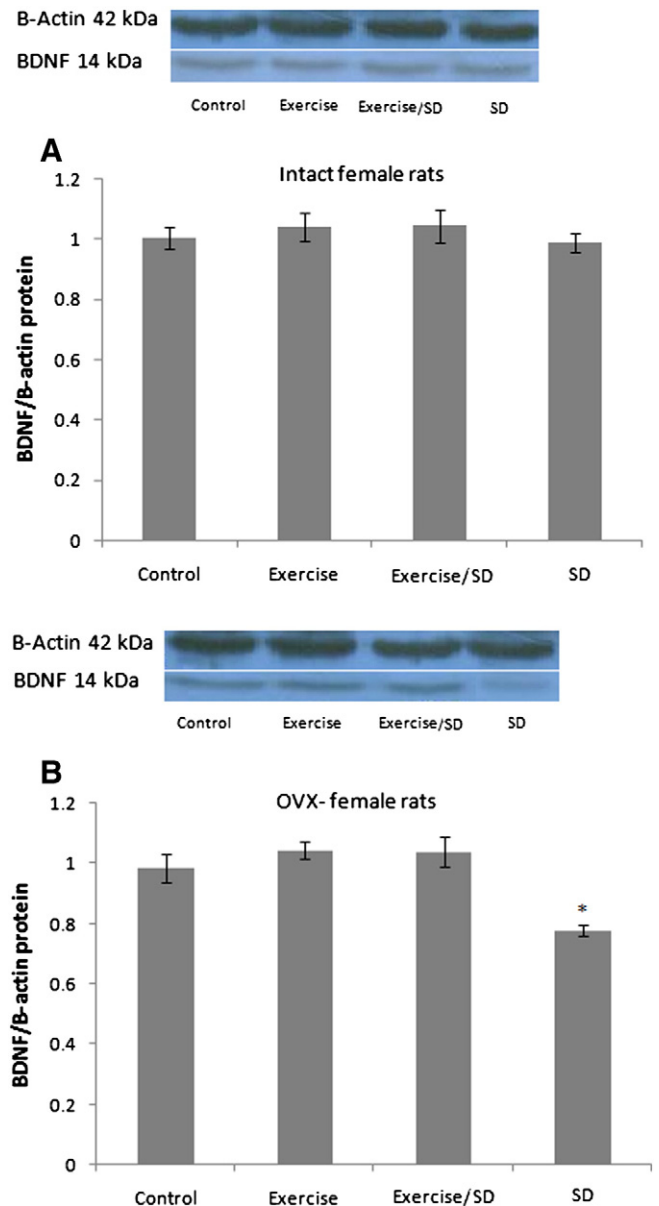 B-Actin 42 kDa
BDNF 14 kDa
Control Exercise Exercise/SD SD
A
Intact female rats
BDNF/B-actin protein
1.2
1
0.8
0.6
0.4
0.2
0
Control Exercise Exercise/SD SD
B-Actin 42 kDa
BDNF 14 kDa
Control Exercise Exercise/SD SD
B
OVX- female rats
BDNF/B-actin protein
1.2
1
0.8
0.6
0.4
0.2
0
*
Control Exercise Exercise/SD SD